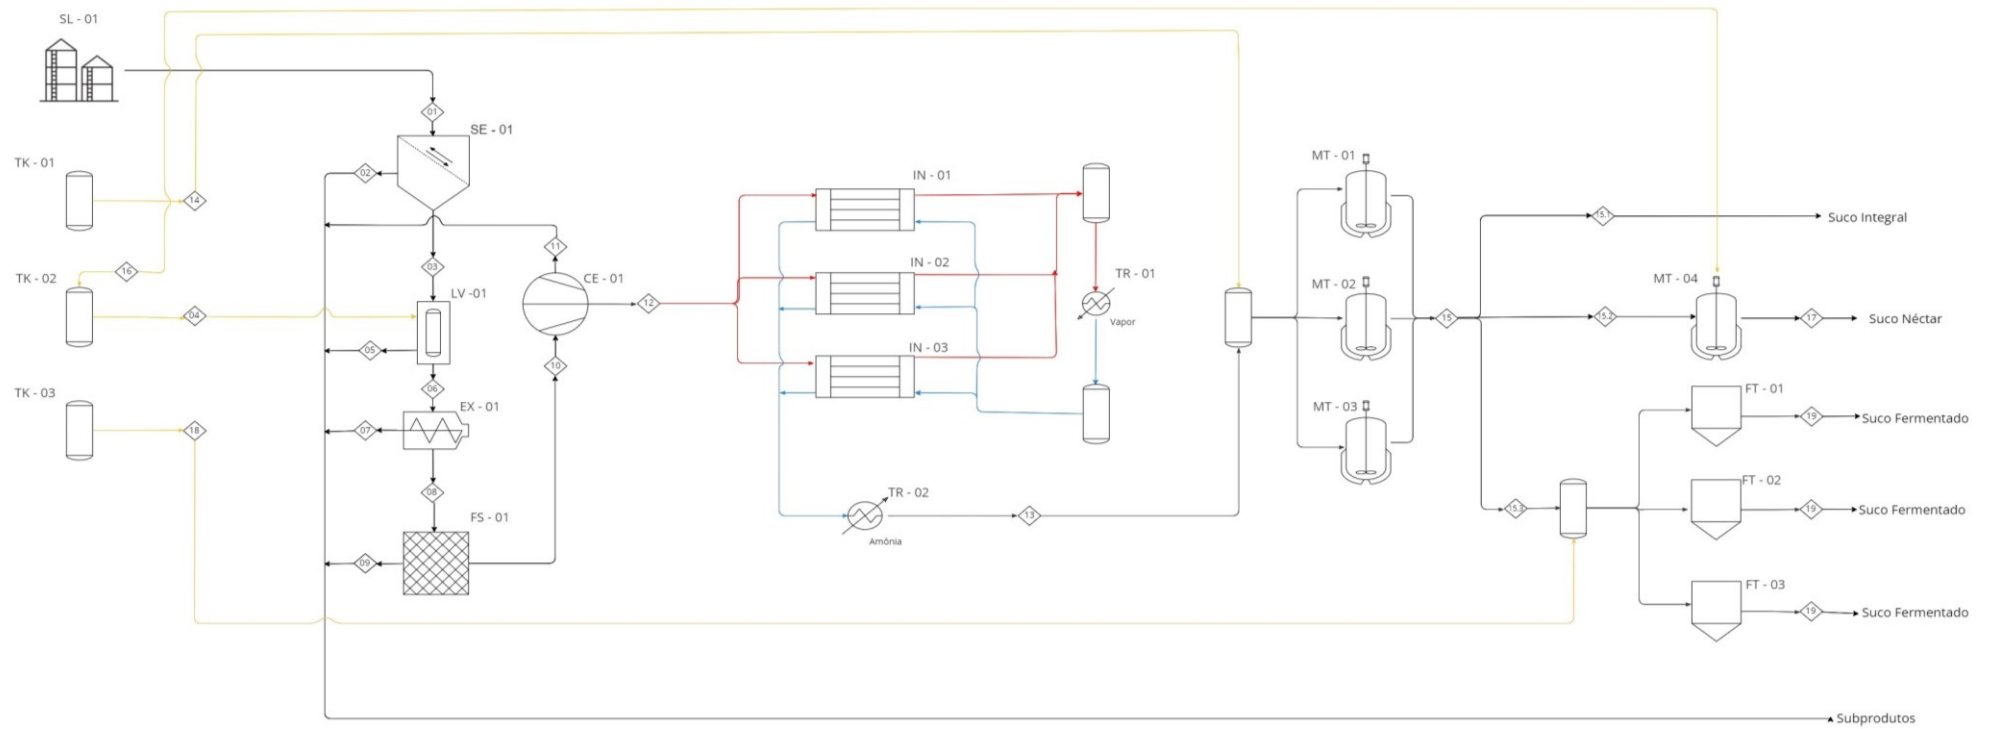 SL - 01
01
SE - 01
02
TK - 01
14
MT - 01
IN - 01
15.1
Suco Integral
11
03
16
TK - 02
CE - 01
IN - 02
TR - 01
MT - 02
MT - 04
LV -01
12
04
Vapor
15
15.2
17
Suco Néctar
05
10
IN - 03
06
TK - 03
EX - 01
MT - 03
FT - 01
19
Suco Fermentado
18
07
08
TR - 02
FT - 02
FS - 01
13
15.3
19
Suco Fermentado
Amônia
09
FT - 03
19
Suco Fermentado
Subprodutos